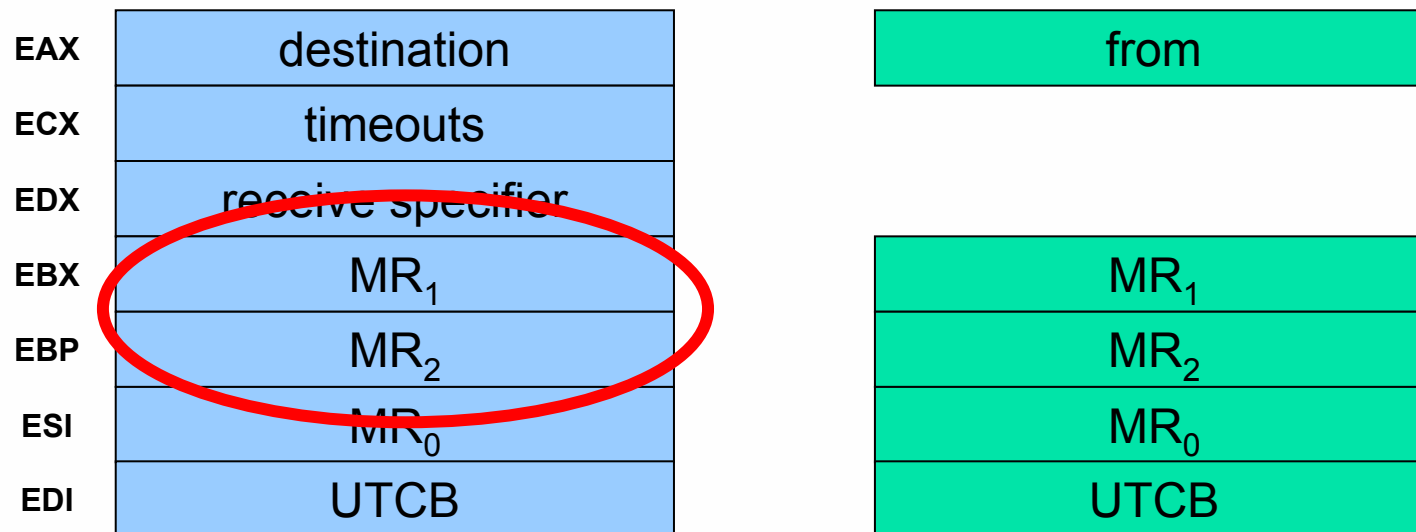 EAX destination from
ECX timeouts
EDX receive specifier
EBX MR₁ MR₁
EBP MR₂ MR₂
ESI MR₀ MR₀
EDI UTCB UTCB